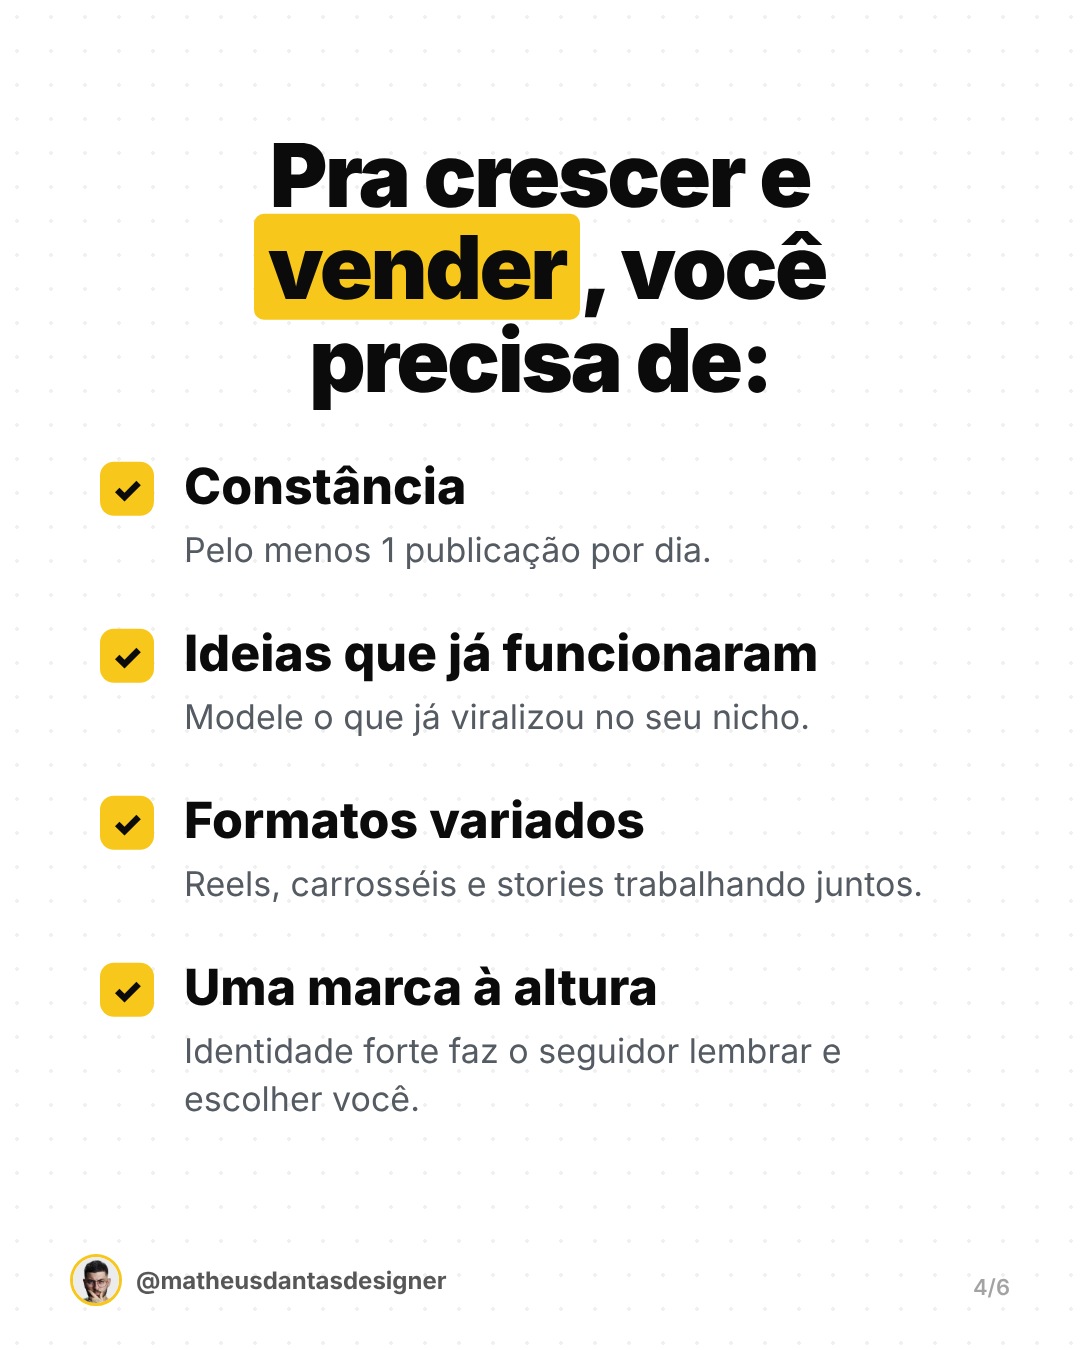 Pra crescer e
vender, você
precisa de:
Constância
Pelo menos 1 publicação por dia.
Ideias que já funcionaram
Modele o que já viralizou no seu nicho.
Formatos variados
Reels, carrosséis e stories trabalhando juntos.
Uma marca à altura
Identidade forte faz o seguidor lembrar e
escolher você.
@matheusdantasdesigner
4/6